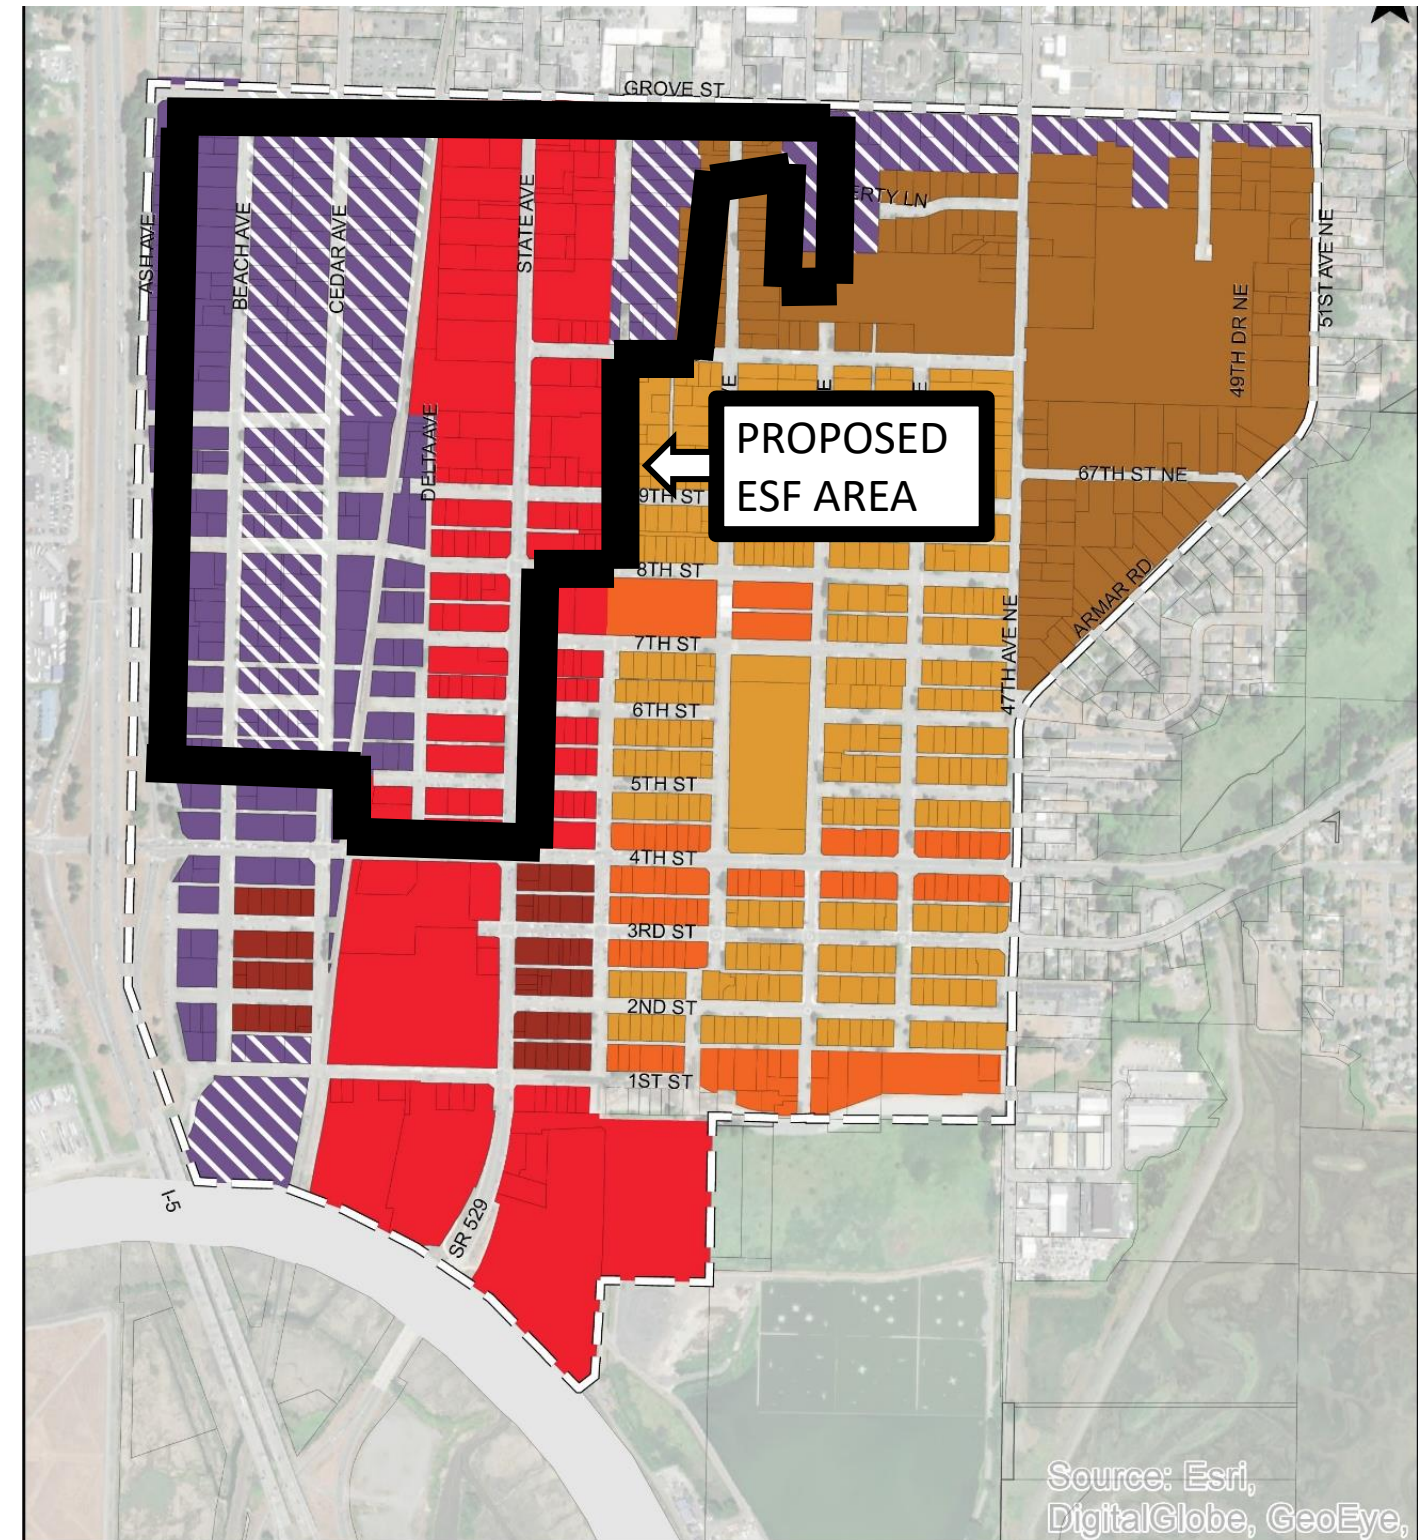 GROVE ST
ERTY LN
ASH AVE
BEACH AVE
CEDAR AVE
STATE AVE
51ST AVE NE
49TH DR NE
DELTA AVE
PROPOSED
ESF AREA
67TH ST NE
9TH ST
8TH ST
ARMAR RD
7TH ST
47TH AVE NE
6TH ST
5TH ST
4TH ST
3RD ST
2ND ST
1ST ST
I-5
SR 529
Source: Esri,
DigitalGlobe, GeoEye,